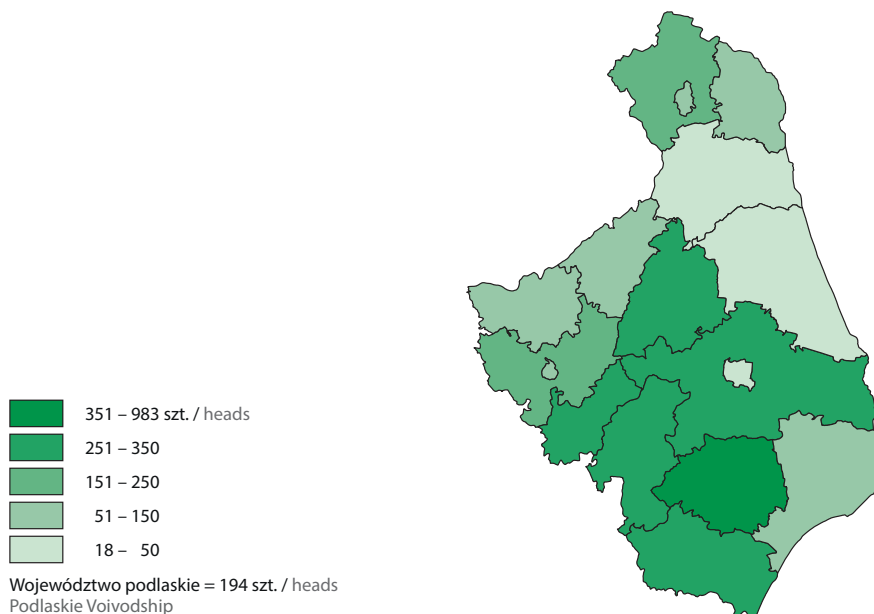 351 – 983 szt. / heads
251 – 350
151 – 250
51 – 150
18 – 50
Województwo podlaskie = 194 szt. / heads
Podlaskie Voivodship